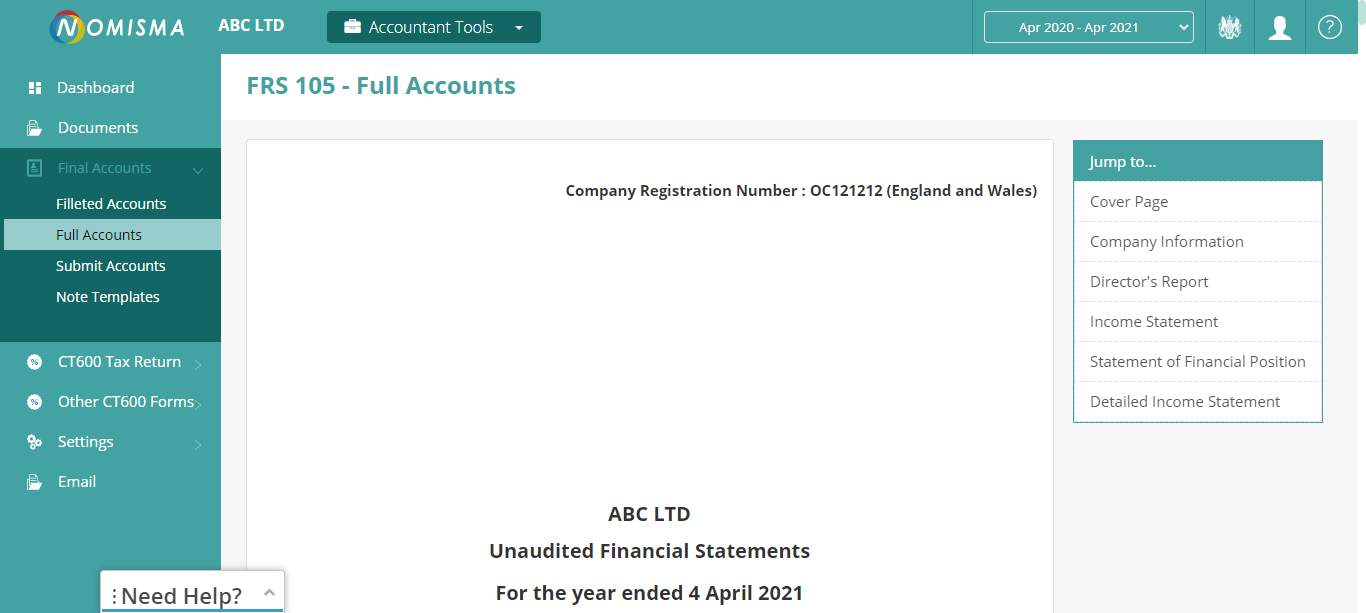 NOMISMA
ABC LTD
Accountant Tools
Apr 2020 - Apr 2021
?
Dashboard
Documents
Final Accounts
Filleted Accounts
Full Accounts
Submit Accounts
Note Templates
% CT600 Tax Return
% Other CT600 Forms
Settings
Email
Need Help?
FRS 105 - Full Accounts
Company Registration Number : OC121212 (England and Wales)
ABC LTD
Unaudited Financial Statements
For the year ended 4 April 2021
Jump to...
Cover Page
Company Information
Director's Report
Income Statement
Statement of Financial Position
Detailed Income Statement